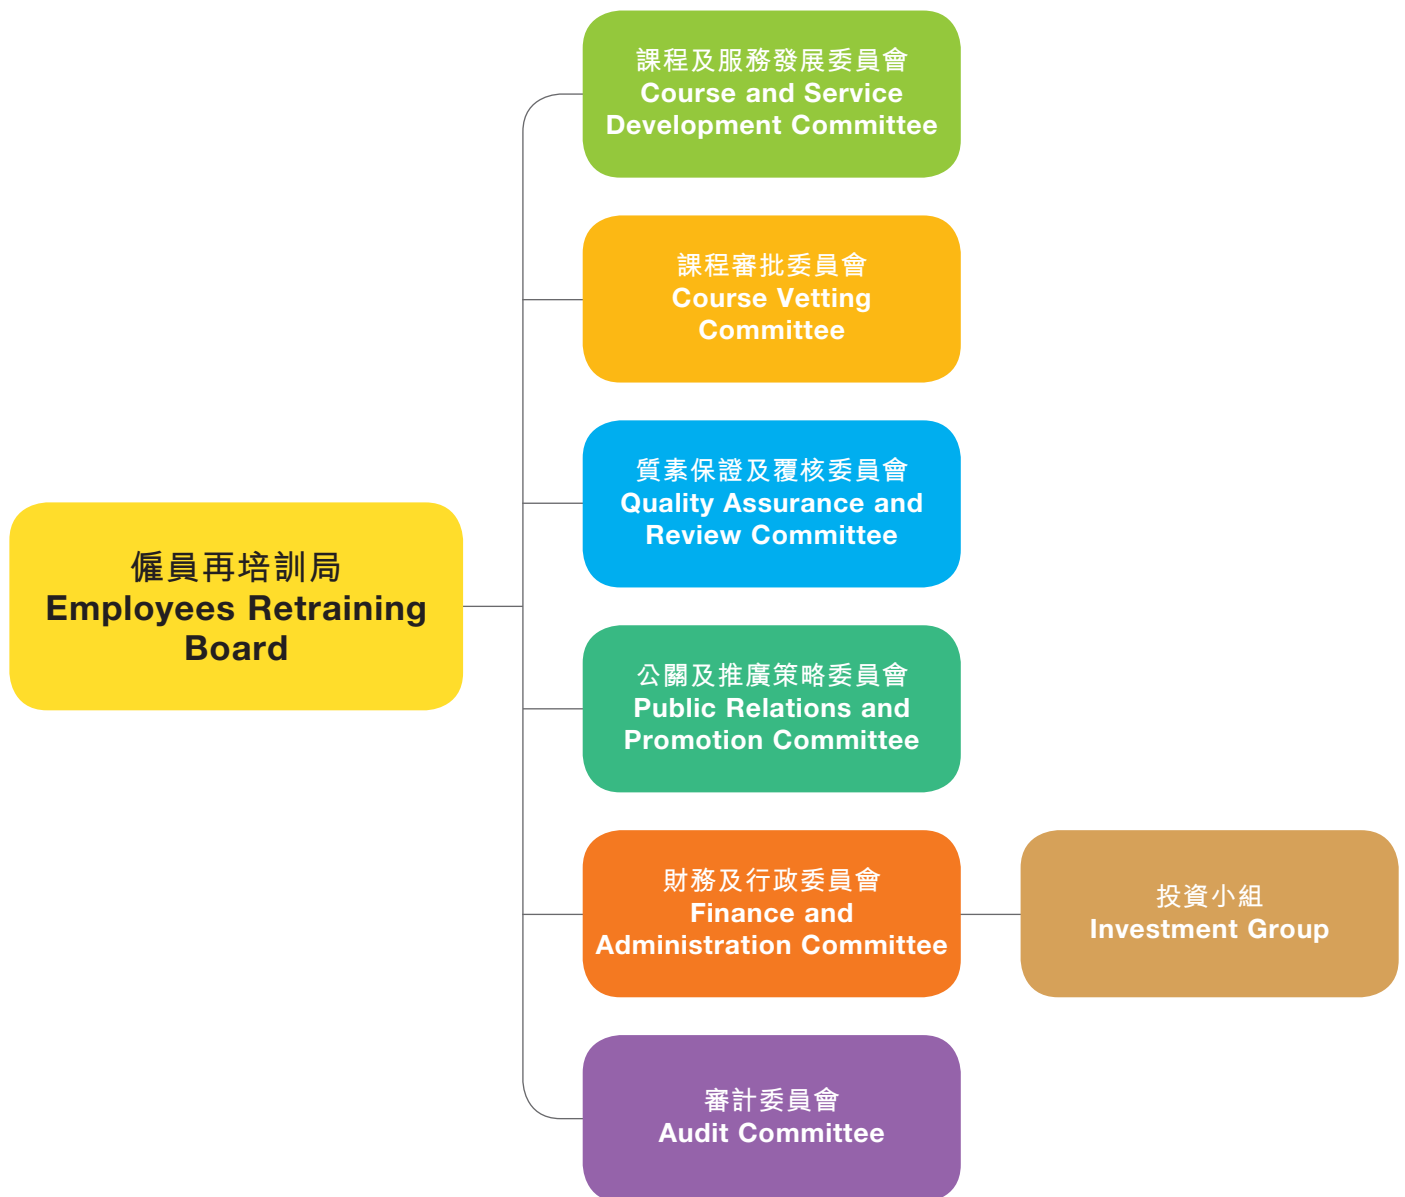 課程及服務發展委員會
Course and Service
Development Committee
課程審批委員會
Course Vetting
Committee
質素保證及覆核委員會
Quality Assurance and
Review Committee
僱員再培訓局
Employees Retraining
Board
公關及推廣策略委員會
Public Relations and
Promotion Committee
財務及行政委員會
Finance and
Administration Committee
投資小組
Investment Group
審計委員會
Audit Committee